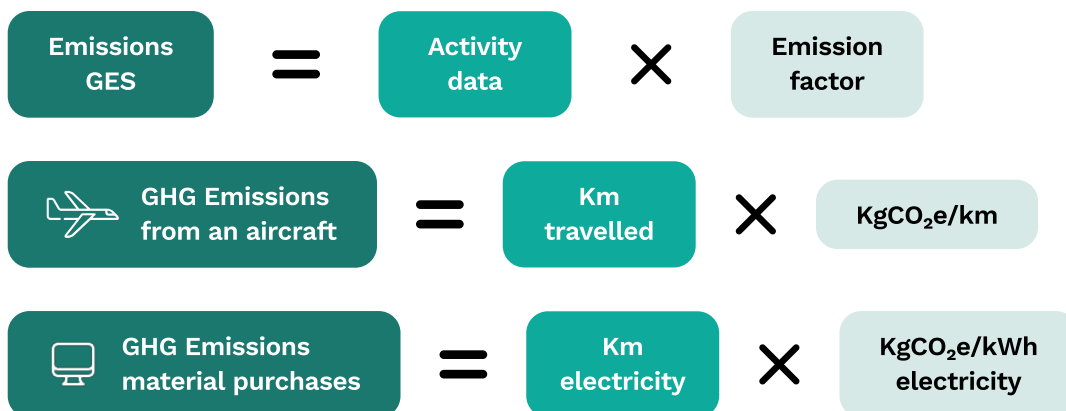 Emissions
GES
=
Activity
data
×
Emission
factor
GHG Emissions
from an aircraft
=
Km
travelled
×
KgCO₂e/km
GHG Emissions
material purchases
=
Km
electricity
×
KgCO₂e/kWh
electricity